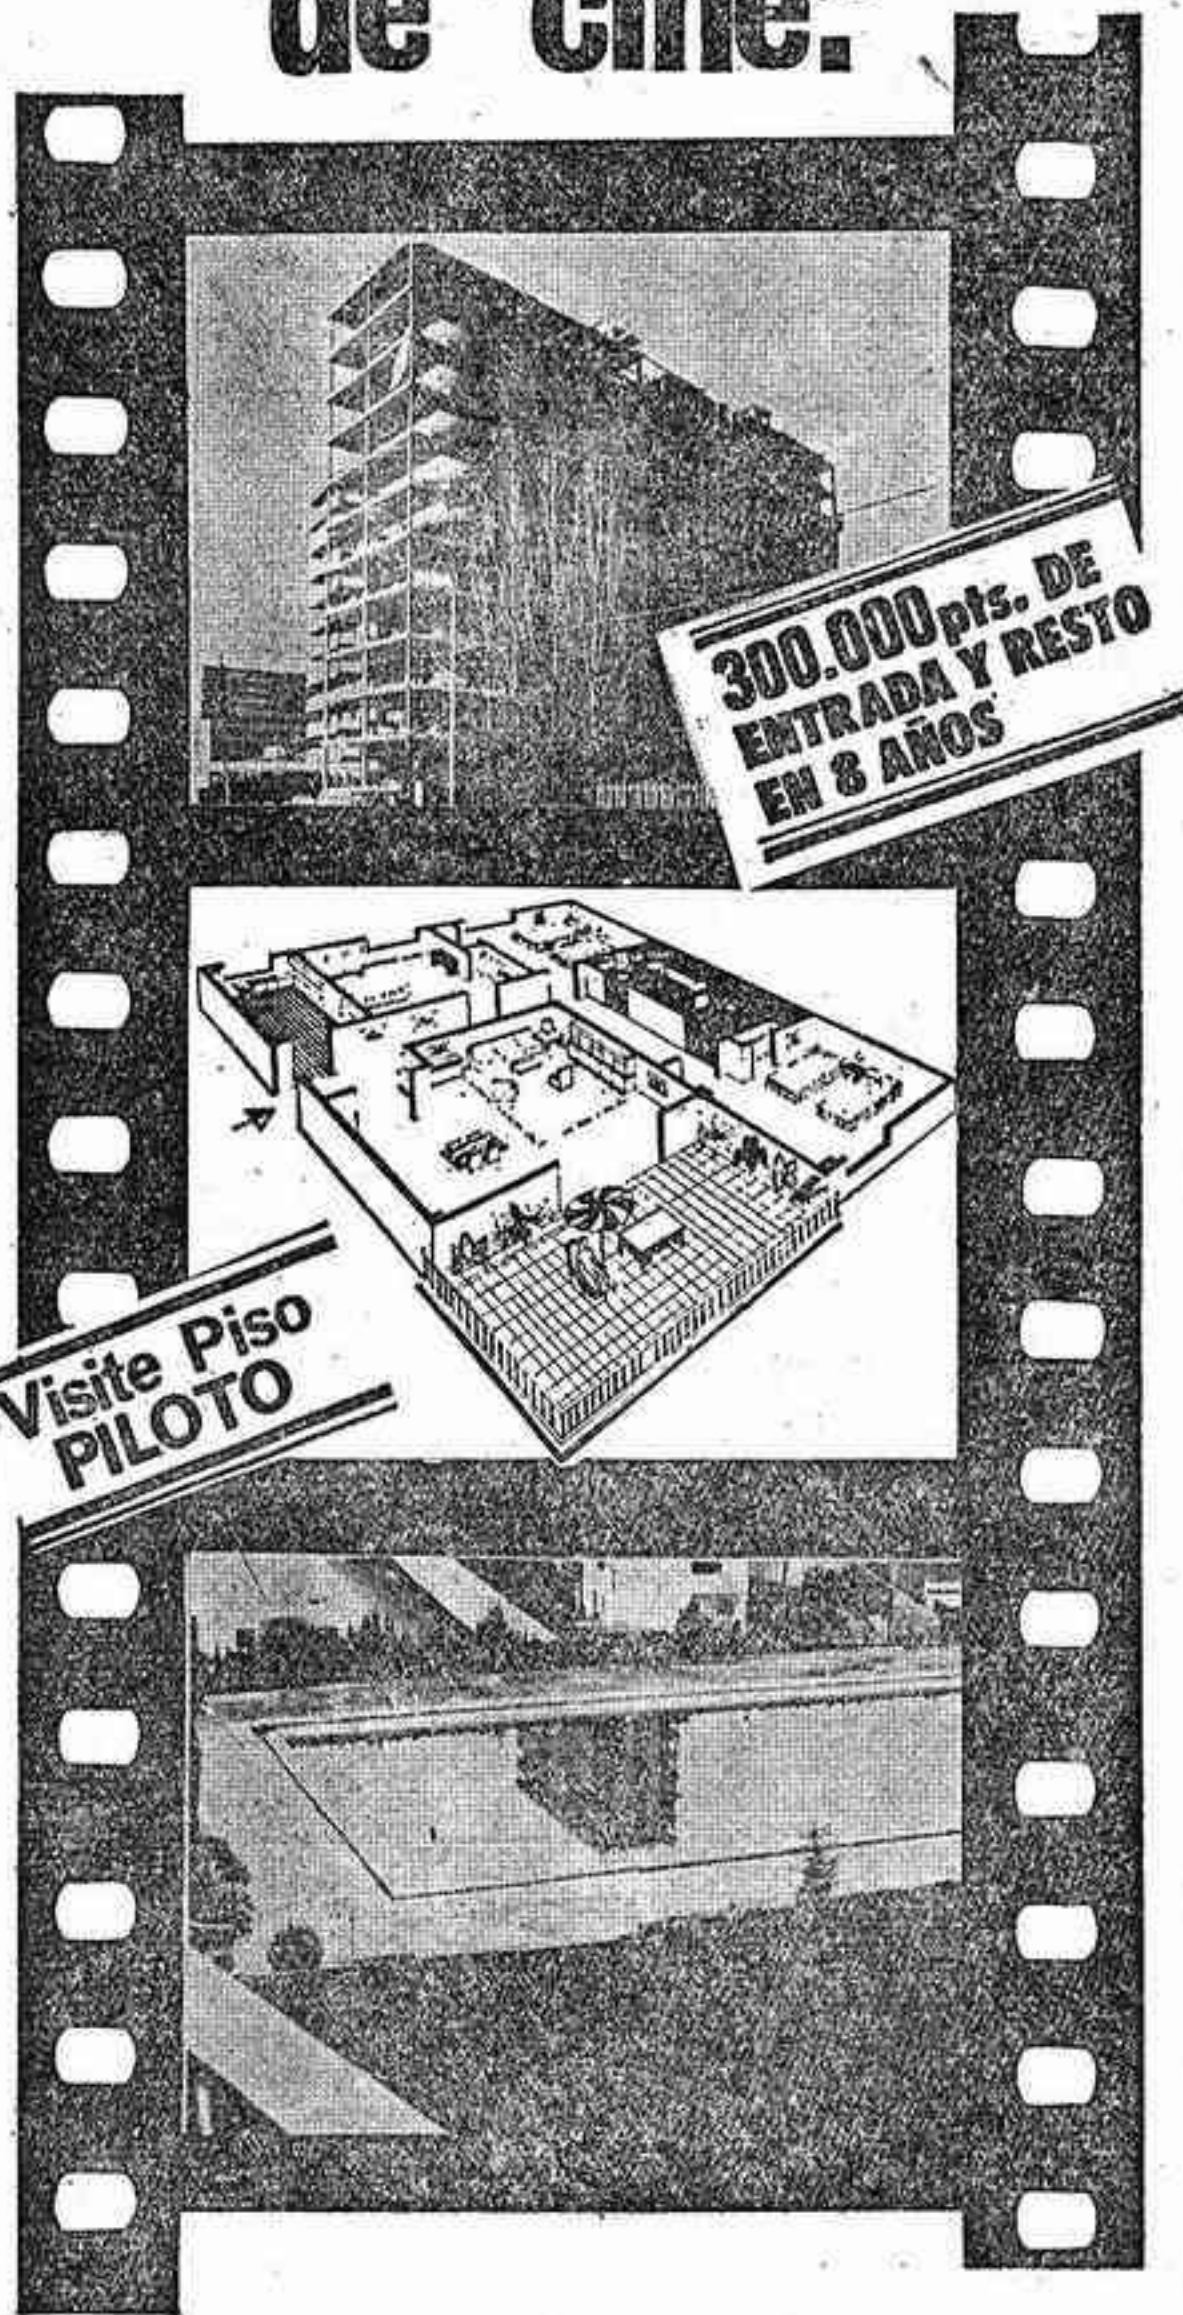 de cine.
300.000 pts. DE
ENTRADA Y RESTO
EN 8 AÑOS
Visite Piso
PILOTO